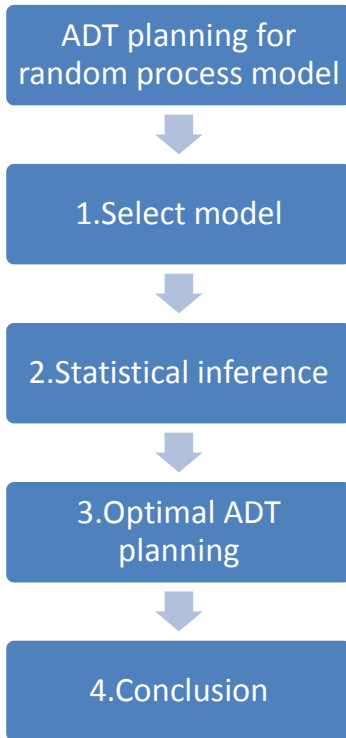 ADT planning for
random process model
1.Select model
2.Statistical inference
3.Optimal ADT
planning
4.Conclusion